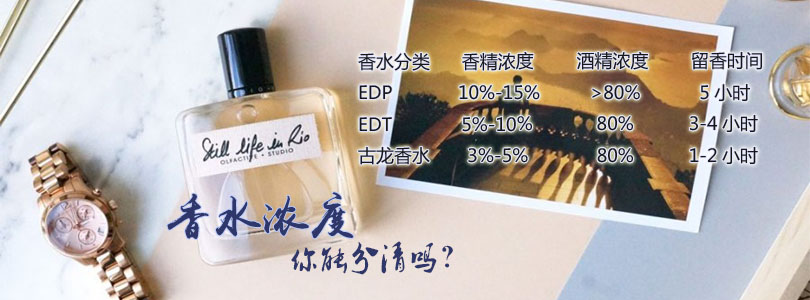 香水分类 香精浓度 酒精浓度 留香时间
EDP 10%-15% >80% 5 小时
EDT 5%-10% 80% 3-4 小时
古龙香水 3%-5% 80% 1-2 小时
Still life in Rio
OLFACTIVE • STUDIO
香水浓度
你能分清吗?